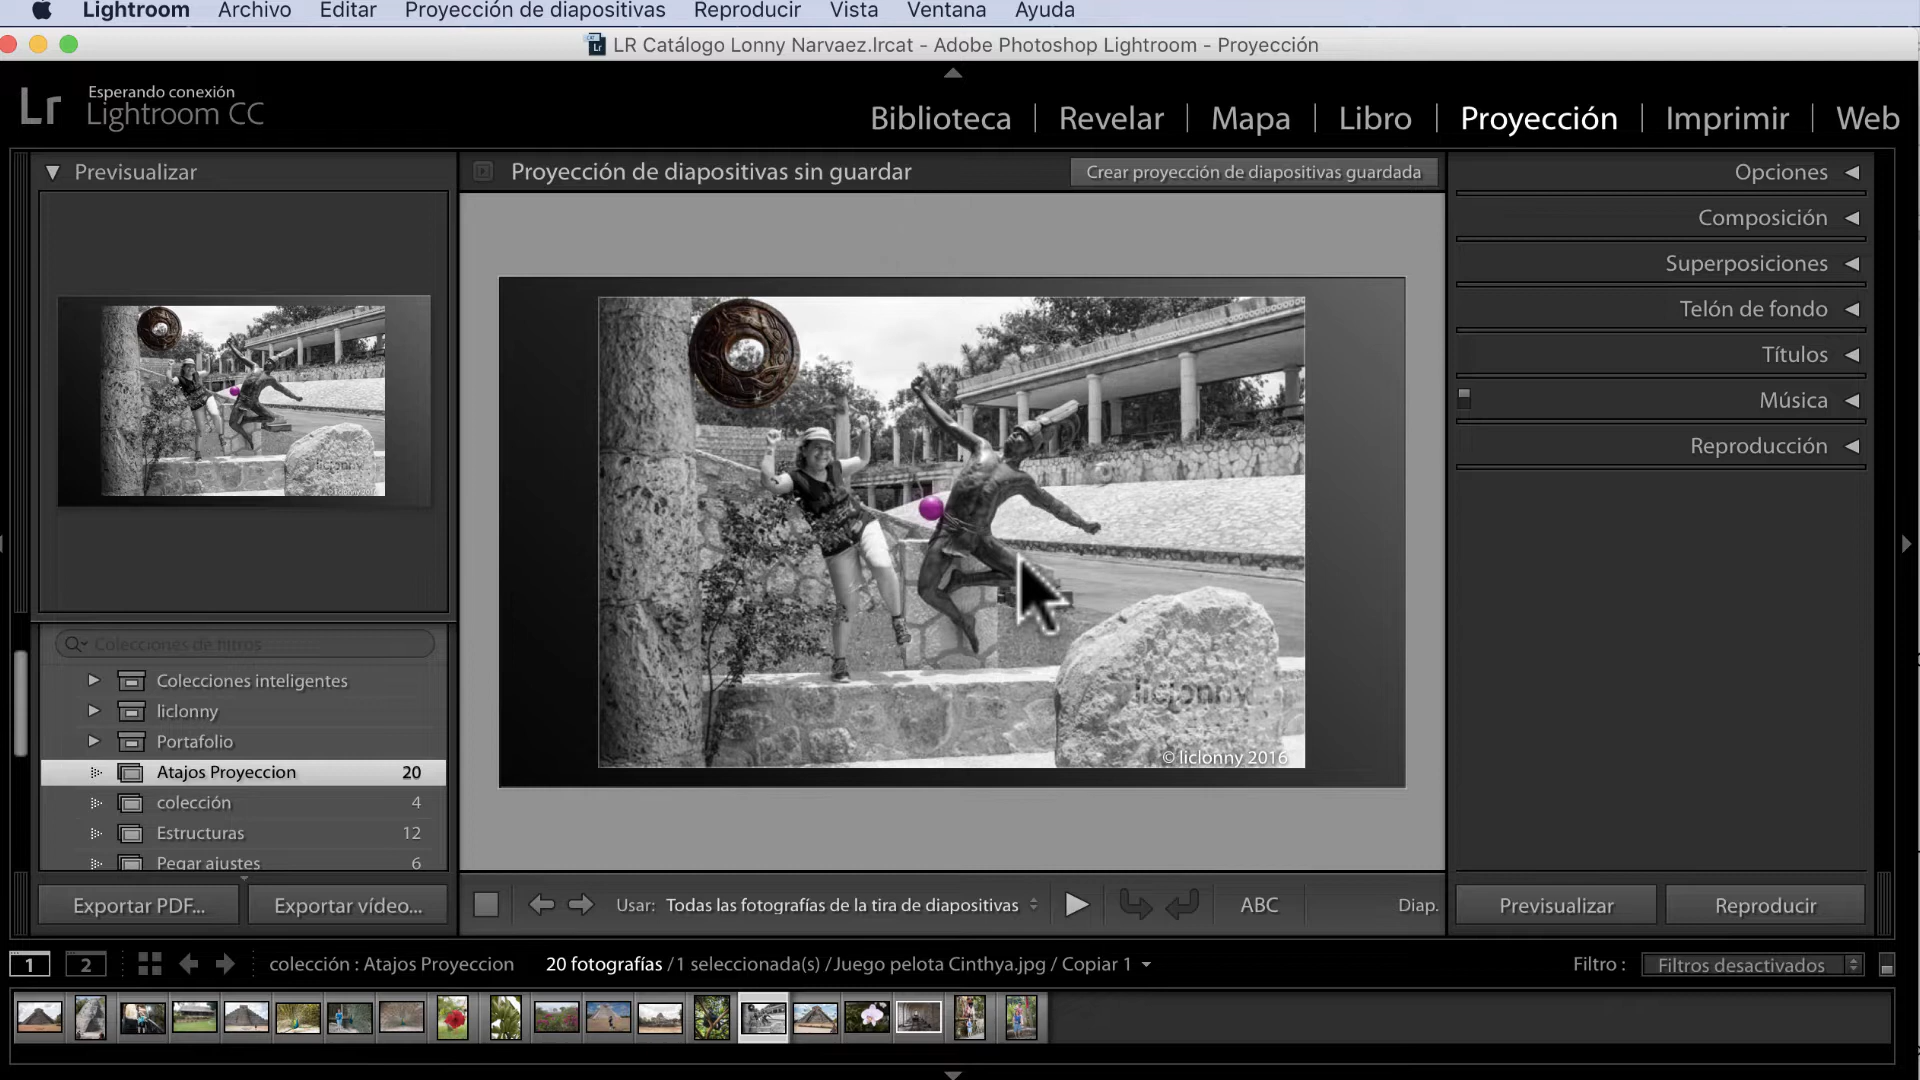 Lightroom Archivo Editar Proyección de diapositivas Reproducir Vista Ventana Ayuda
LR Catálogo Lonny Narvaez.lrcat - Adobe Photoshop Lightroom - Proyección
Lr
Esperando conexión
Lightroom CC
Biblioteca | Revelar | Mapa | Libro | Proyección | Imprimir | Web
Previsualizar
Proyección de diapositivas sin guardar
Crear proyección de diapositivas guardada
Opciones
Composición
Superposiciones
Telón de fondo
Títulos
Música
Reproducción
liclonny
© liclonny 2016
Colecciones de filtros
Colecciones inteligentes
liclonny
Portafolio
Atajos Proyeccion 20
colección 4
Estructuras 12
Pegar ajustes 6
Exportar PDF...
Exportar vídeo...
Usar: Todas las fotografías de la tira de diapositivas
ABC
Diap.
Previsualizar
Reproducir
1 2
colección : Atajos Proyeccion
20 fotografías / 1 seleccionada(s) / Juego pelota Cinthya.jpg / Copiar 1
Filtro : Filtros desactivados